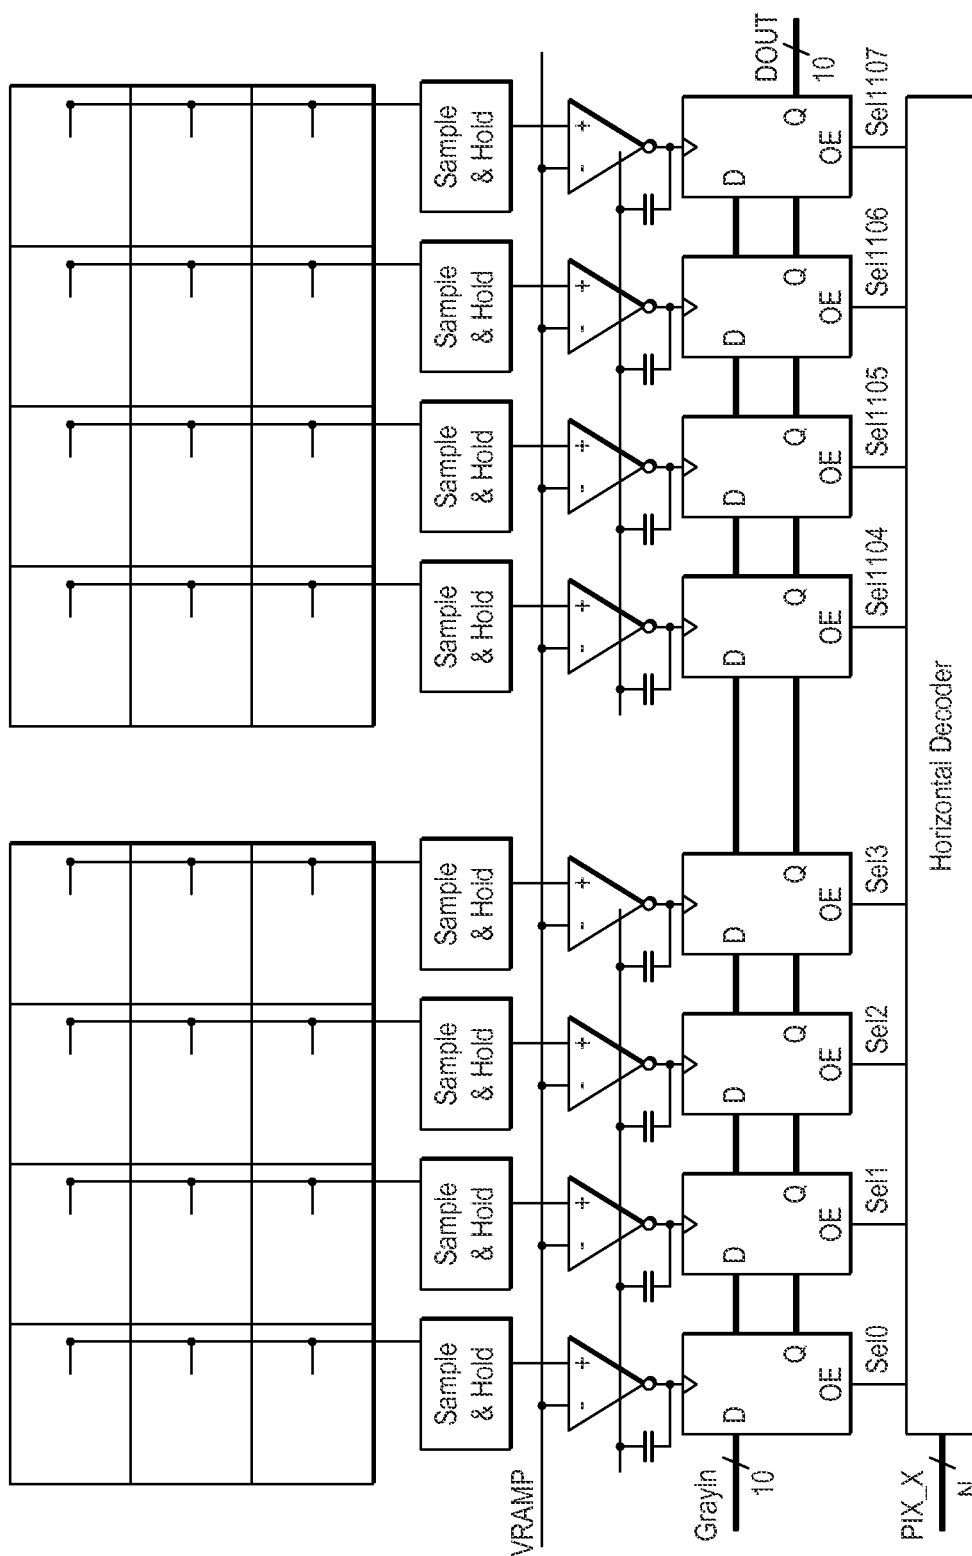 Sample
& Hold
Sample
& Hold
Sample
& Hold
Sample
& Hold
Sample
& Hold
Sample
& Hold
Sample
& Hold
Sample
& Hold
VRAMP
- +
- +
- +
- +
- +
- +
- +
- +
GrayIn
10
D
Q
OE
D
Q
OE
D
Q
OE
D
Q
OE
D
Q
OE
D
Q
OE
D
Q
OE
D
Q
OE
DOUT
10
Sel0
Sel1
Sel2
Sel3
Sel1104
Sel1105
Sel1106
Sel1107
PIX_X
N
Horizontal Decoder